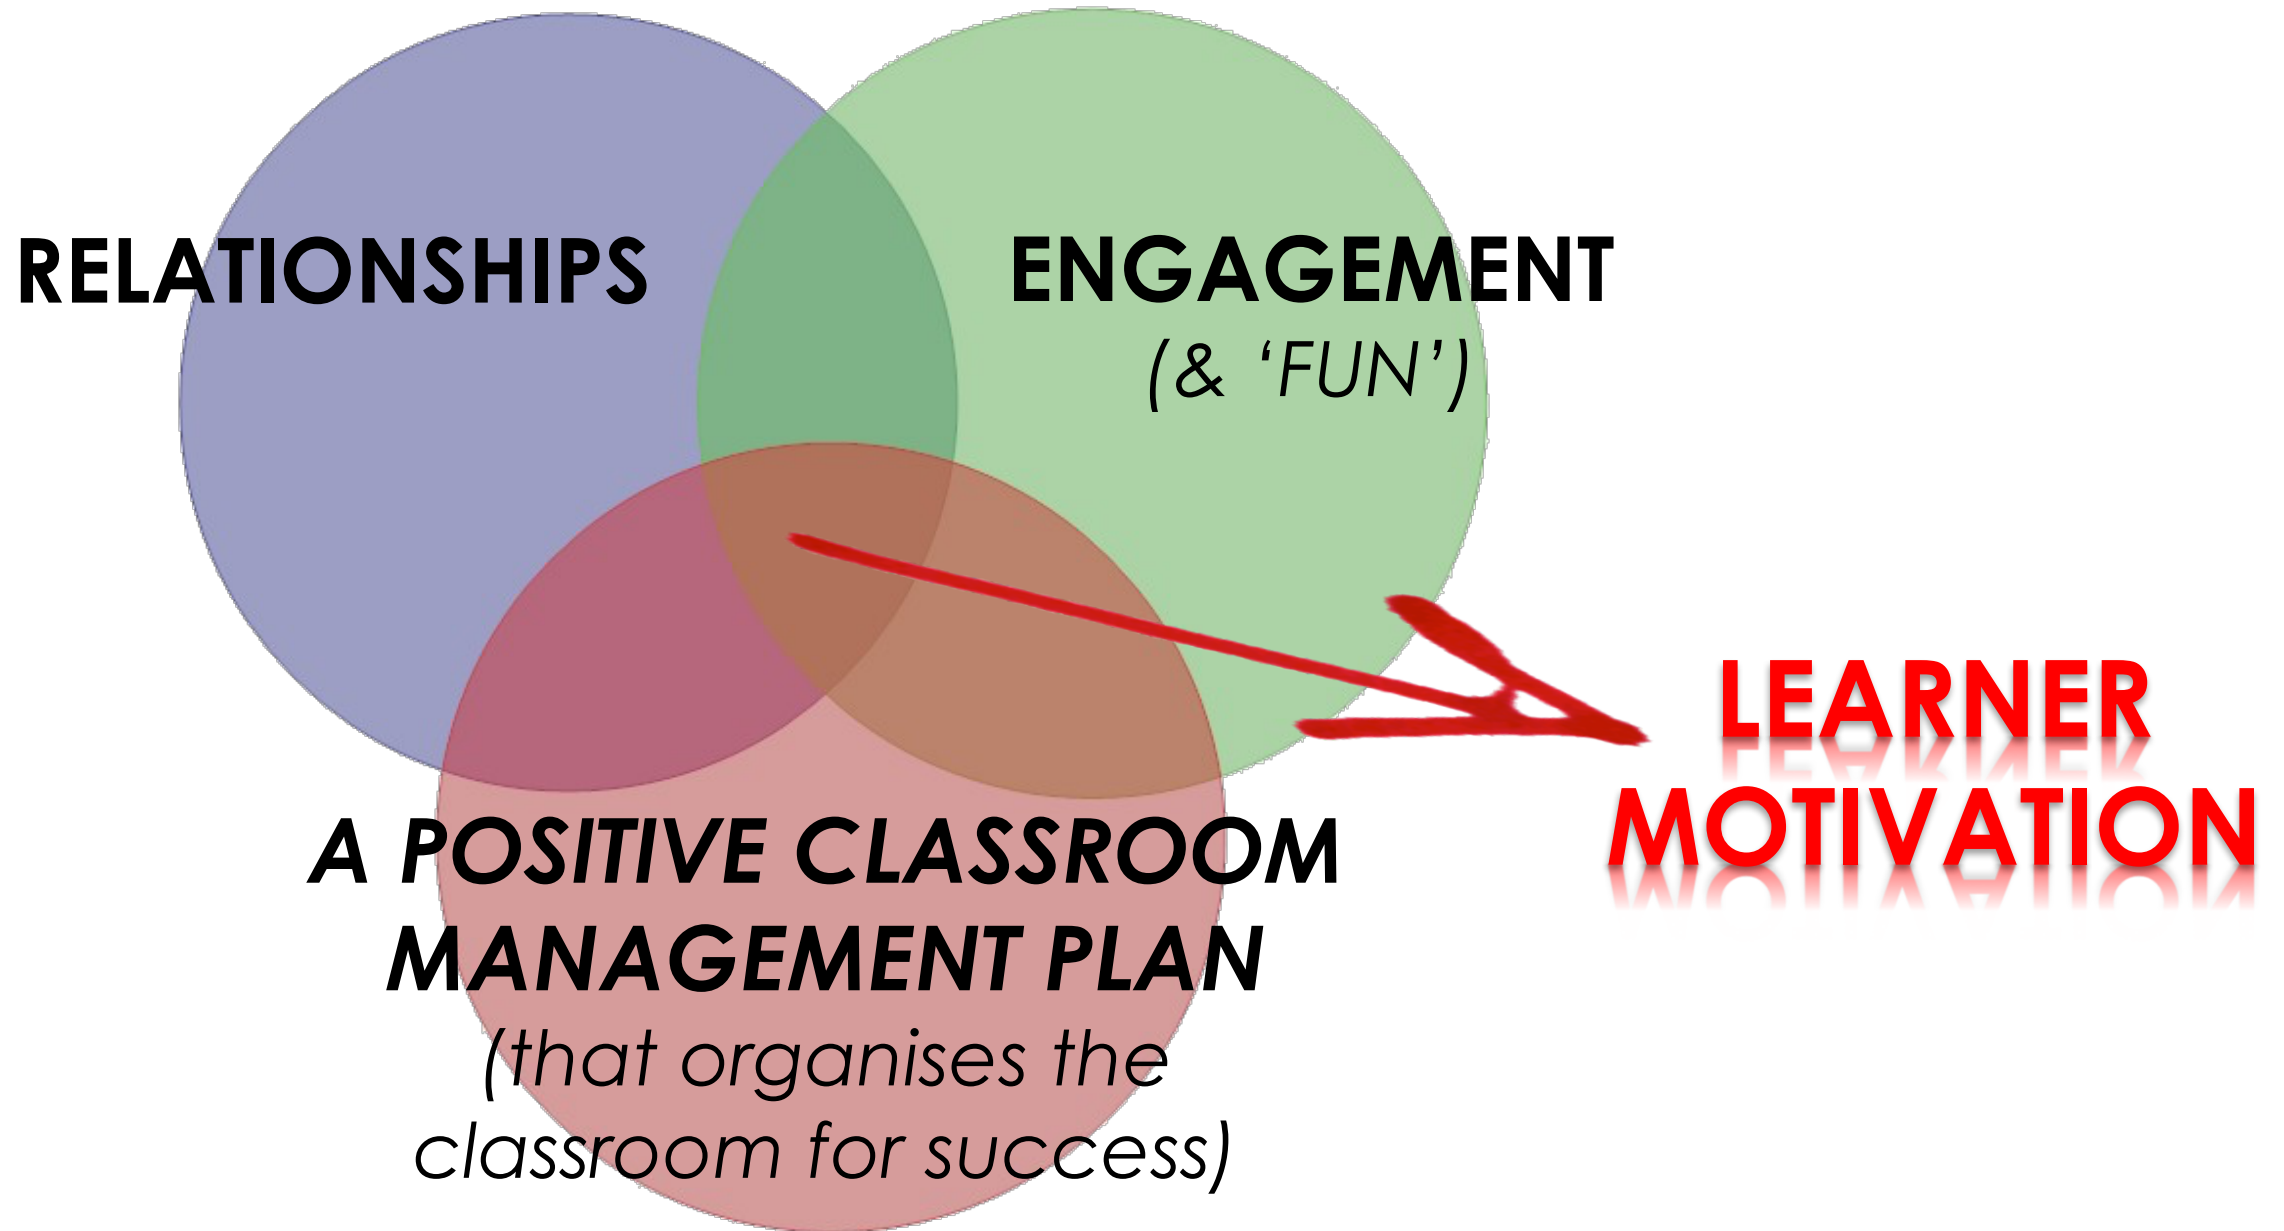 RELATIONSHIPS
ENGAGEMENT
(& ‘FUN’)
LEARNER
MOTIVATION
A POSITIVE CLASSROOM
MANAGEMENT PLAN
(that organises the
classroom for success)